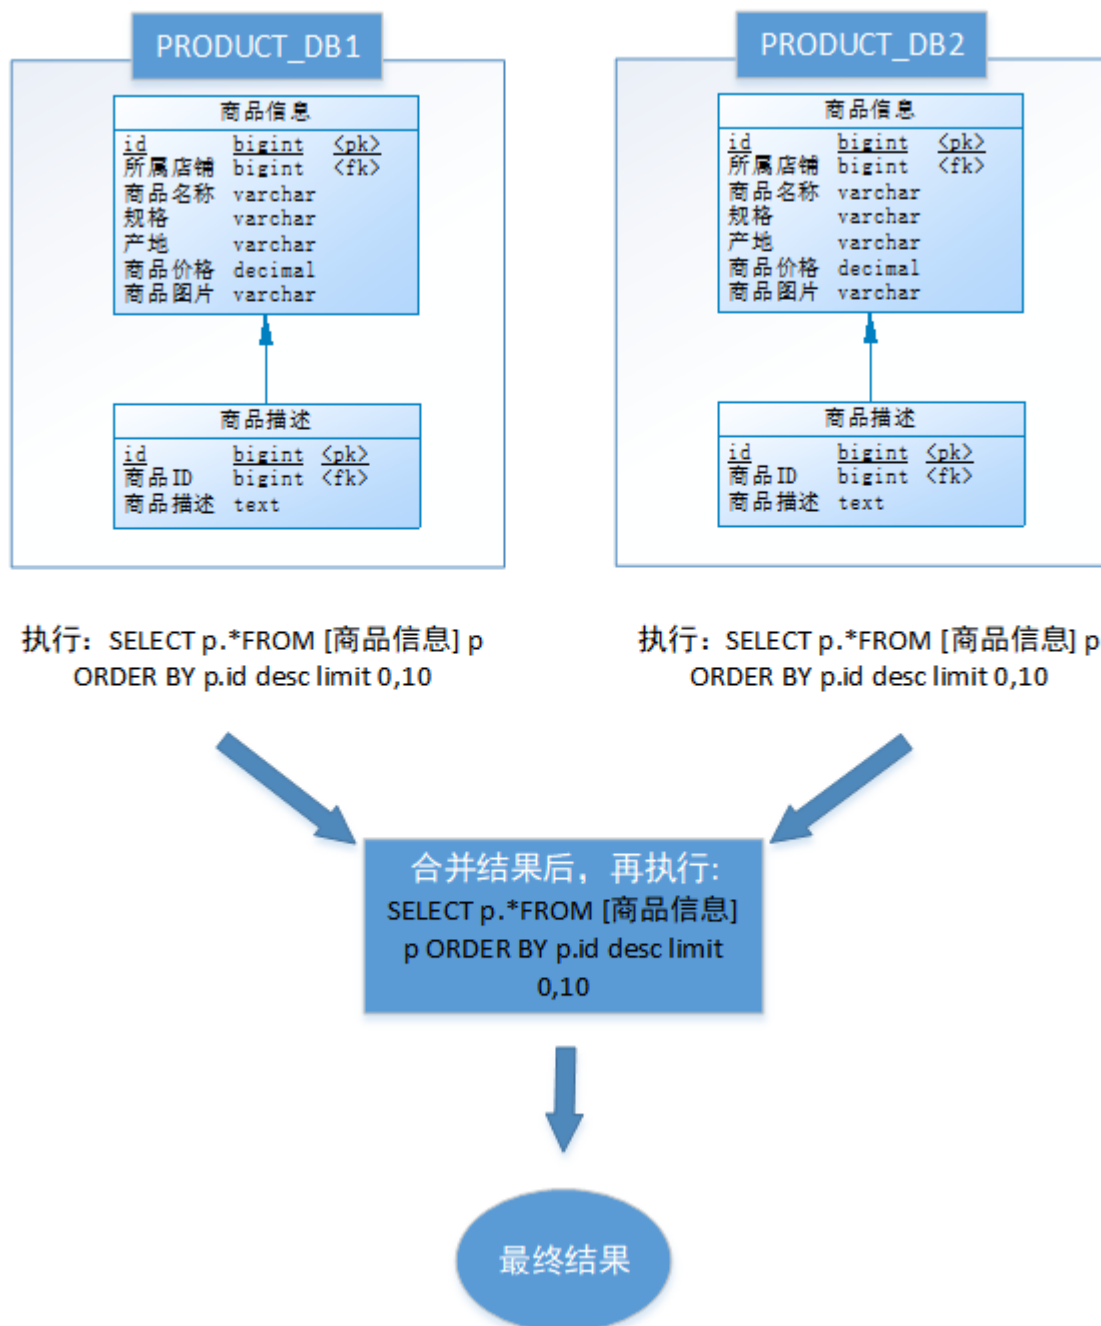 PRODUCT_DB1
商品信息
id bigint <pk>
所属店铺 bigint <fk>
商品名称 varchar
规格 varchar
产地 varchar
商品价格 decimal
商品图片 varchar
商品描述
id bigint <pk>
商品ID bigint <fk>
商品描述 text
执行：SELECT p.*FROM [商品信息] p
ORDER BY p.id desc limit 0,10
PRODUCT_DB2
商品信息
id bigint <pk>
所属店铺 bigint <fk>
商品名称 varchar
规格 varchar
产地 varchar
商品价格 decimal
商品图片 varchar
商品描述
id bigint <pk>
商品ID bigint <fk>
商品描述 text
执行：SELECT p.*FROM [商品信息] p
ORDER BY p.id desc limit 0,10
合并结果后，再执行:
SELECT p.*FROM [商品信息]
p ORDER BY p.id desc limit
0,10
最终结果